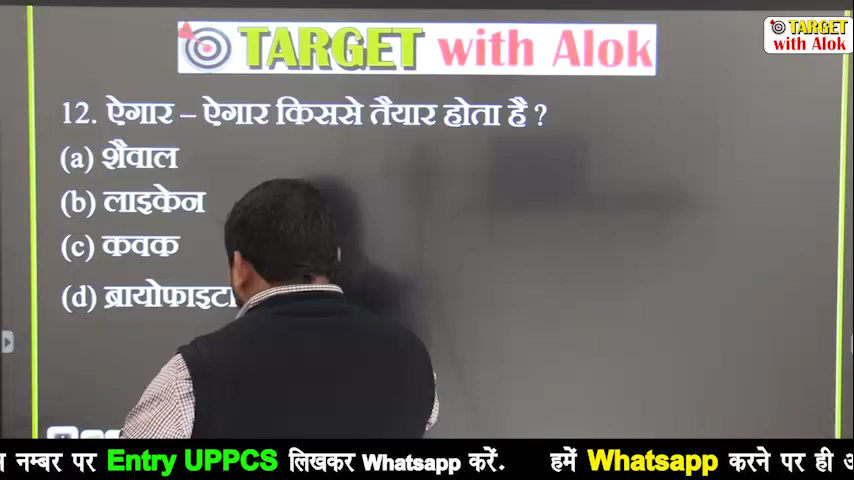 TARGET with Alok
TARGET
with Alok
12. ऐगार – ऐगार किससे तैयार होता है ?
(a) शैवाल
(b) लाइकेन
(c) कवक
(d) ब्रायोफाइटा
नम्बर पर Entry UPPCS लिखकर Whatsapp करें. हमें Whatsapp करने पर ही